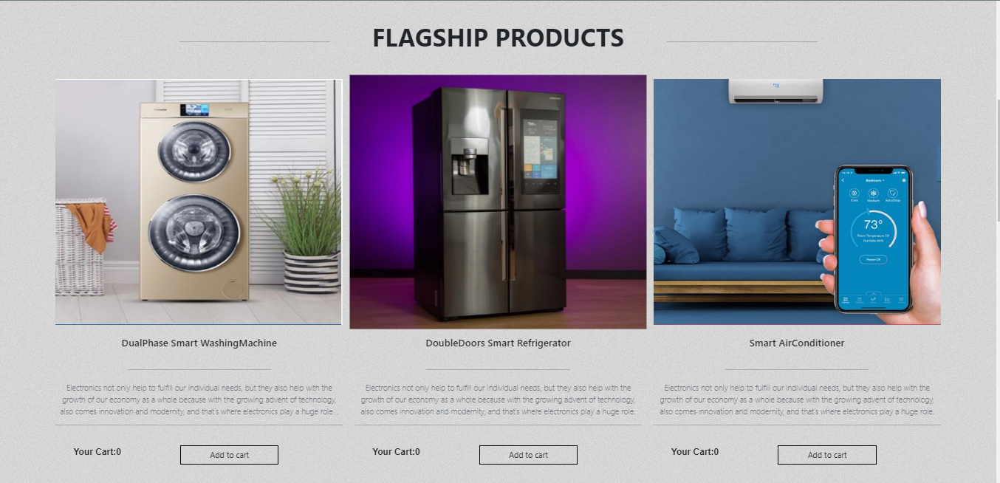 FLAGSHIP PRODUCTS
73
Bedroom
Cool
Medium
Auto/Stop
73°
Room Temperature 73°
Humidity 43%
Power Off
DualPhase Smart WashingMachine
DoubleDoors Smart Refrigerator
Smart AirConditioner
Electronics not only help to fulfill our individual needs, but they also help with the
growth of our economy as a whole because with the growing advent of technology,
also comes innovation and modernity, and that's where electronics play a huge role. .
Electronics not only help to fulfill our individual needs, but they also help with the
growth of our economy as a whole because with the growing advent of technology,
also comes innovation and modernity, and that's where electronics play a huge role.
Electronics not only help to fulfill our individual needs, but they also help with the
growth of our economy as a whole because with the growing advent of technology,
also comes innovation and modernity, and that's where electronics play a huge role.
Your Cart:0
Add to cart
Your Cart:0
Add to cart
Your Cart:0
Add to cart